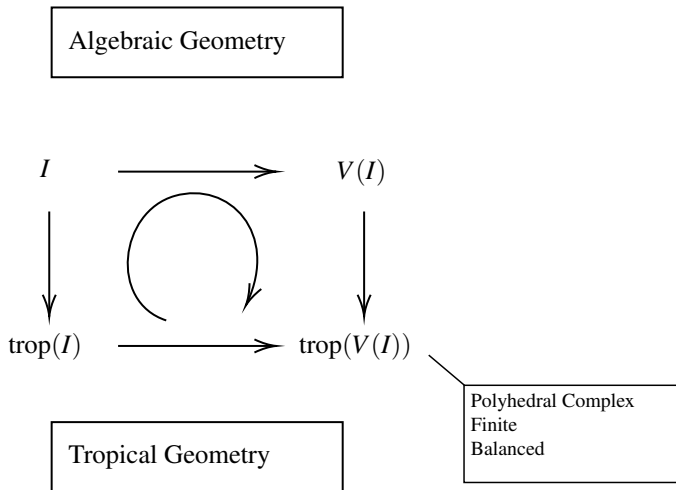 Algebraic Geometry
I
V(I)
trop(I)
trop(V(I))
Polyhedral Complex
Finite
Balanced
Tropical Geometry